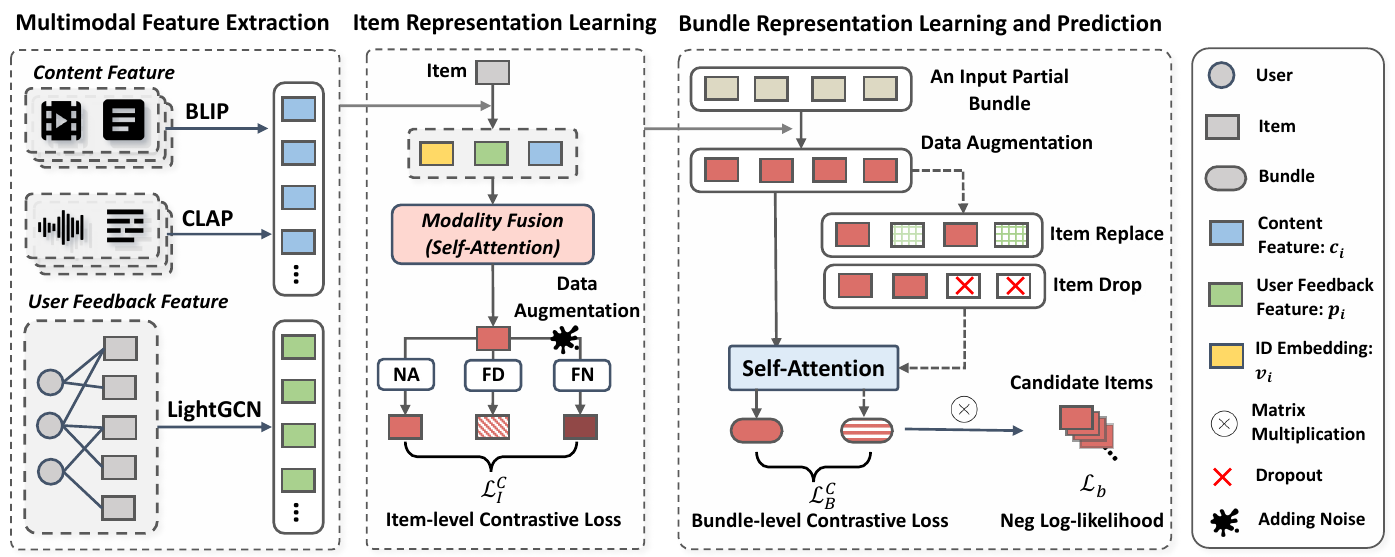 Multimodal Feature Extraction
Content Feature
BLIP
CLAP
User Feedback Feature
LightGCN
Item Representation Learning
Item
Modality Fusion
(Self-Attention)
Data
Augmentation
NA
FD
FN
ℒ_I^C
Item-level Contrastive Loss
Bundle Representation Learning and Prediction
An Input Partial
Bundle
Data Augmentation
Item Replace
Item Drop
Self-Attention
Candidate Items
ℒ_B^C
ℒ_b
Bundle-level Contrastive Loss
Neg Log-likelihood
User
Item
Bundle
Content
Feature: c_i
User Feedback
Feature: p_i
ID Embedding:
v_i
Matrix
Multiplication
Dropout
Adding Noise